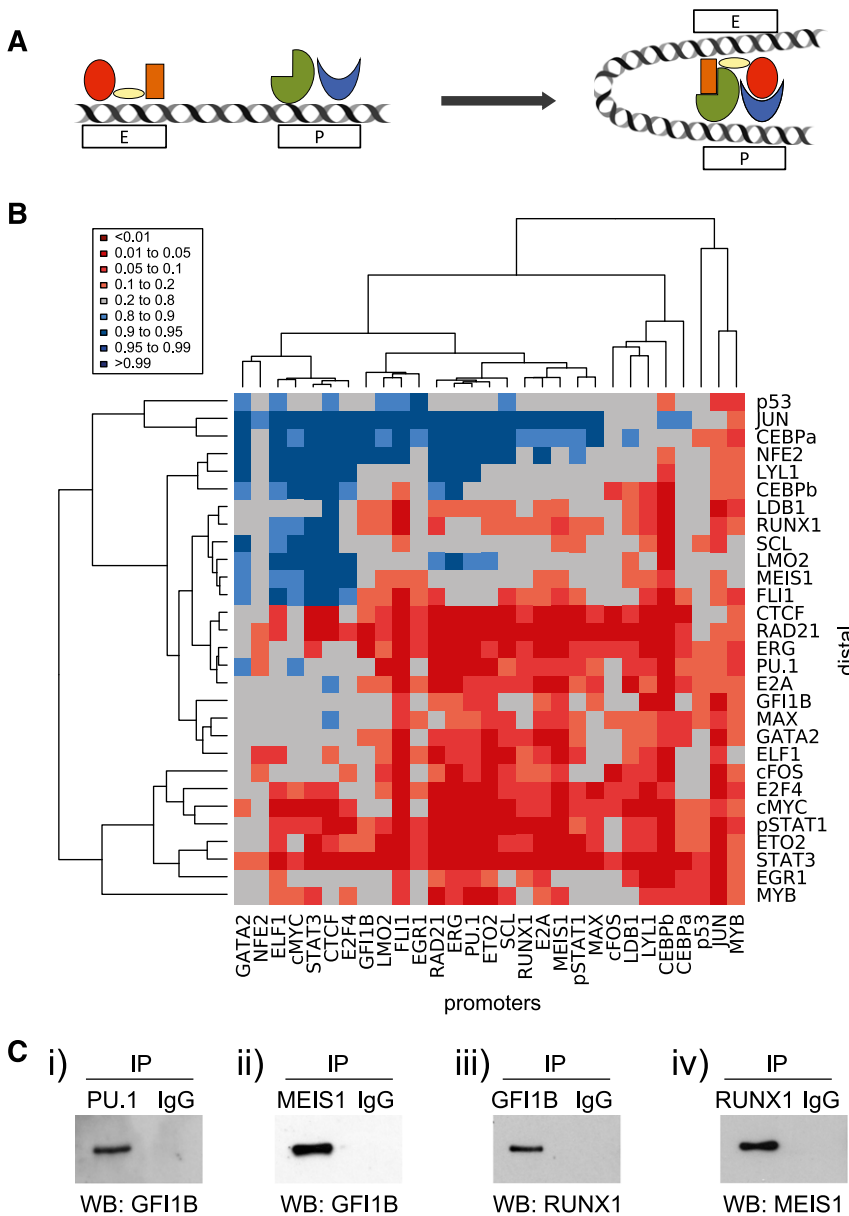 A
E
P
E
P
B
<0.01
0.01 to 0.05
0.05 to 0.1
0.1 to 0.2
0.2 to 0.8
0.8 to 0.9
0.9 to 0.95
0.95 to 0.99
>0.99
p53
JUN
CEBPa
NFE2
LYL1
CEBPb
LDB1
RUNX1
SCL
LMO2
MEIS1
FLI1
CTCF
RAD21
ERG
PU.1
E2A
GFI1B
MAX
GATA2
ELF1
cFOS
E2F4
cMYC
pSTAT1
ETO2
STAT3
EGR1
MYB
distal
GATA2
NFE2
ELF1
cMYC
STAT3
CTCF
E2F4
GFI1B
LMO2
FLI1
EGR1
RAD21
ERG
PU.1
ETO2
SCL
RUNX1
E2A
MEIS1
pSTAT1
MAX
cFOS
LDB1
LYL1
CEBPb
CEBPa
p53
JUN
MYB
promoters
C
i) IP
PU.1 IgG
WB: GFI1B
ii) IP
MEIS1 IgG
WB: GFI1B
iii) IP
GFI1B IgG
WB: RUNX1
iv) IP
RUNX1 IgG
WB: MEIS1